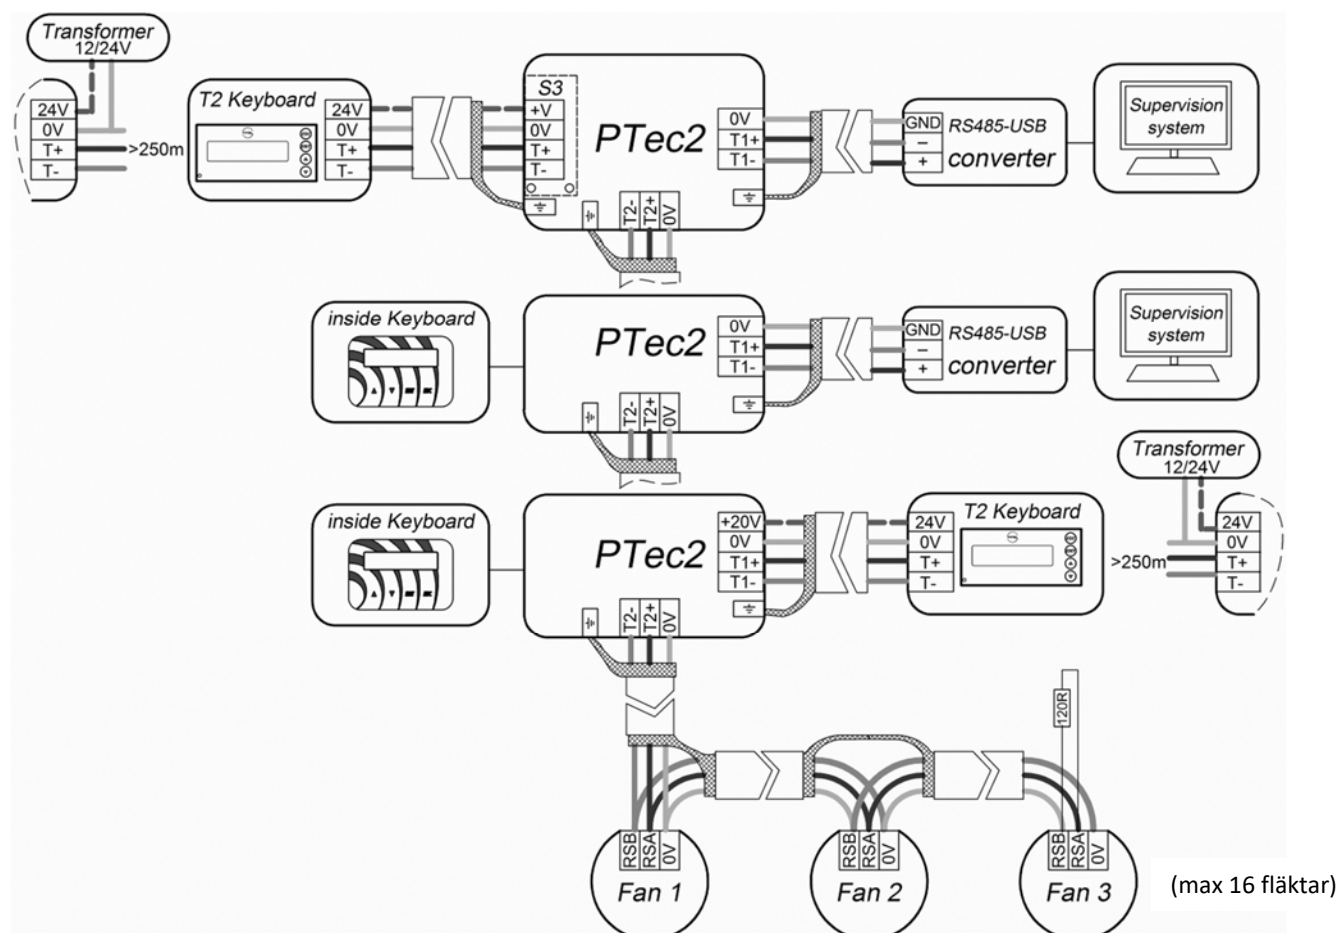 Transformer
12/24V
24V
0V
T+
T-
>250m
T2 Keyboard
24V
0V
T+
T-
S3
+V
0V
T+
T-
PTec2
0V
T1+
T1-
T2-
T2+
0V
GND
–
+
RS485-USB
converter
Supervision
system
inside Keyboard
PTec2
0V
T1+
T1-
T2-
T2+
0V
GND
–
+
RS485-USB
converter
Supervision
system
inside Keyboard
PTec2
+20V
0V
T1+
T1-
T2-
T2+
0V
24V
0V
T+
T-
T2 Keyboard
Transformer
12/24V
>250m
24V
0V
T+
T-
120R
RSB
RSA
0V
Fan 1
RSB
RSA
0V
Fan 2
RSB
RSA
0V
Fan 3
(max 16 fläktar)